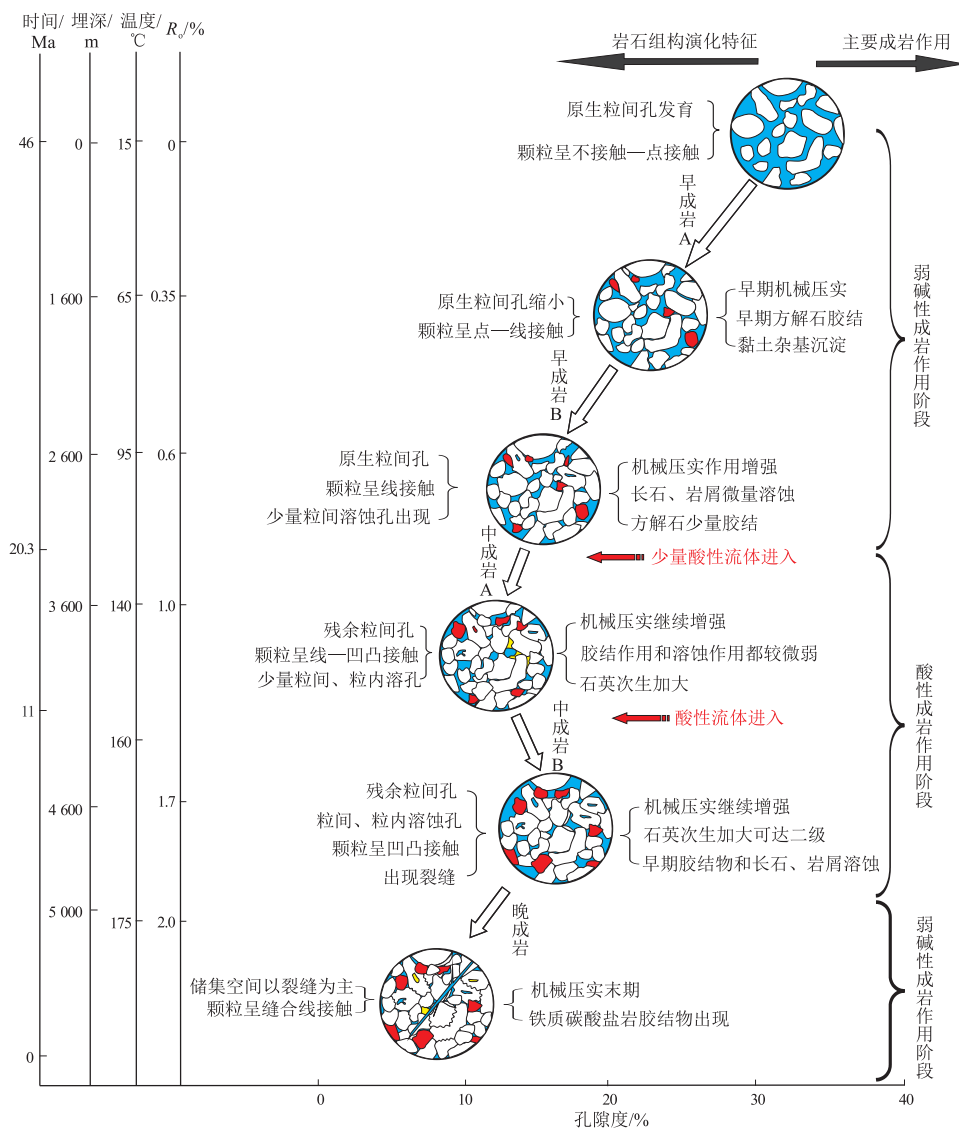 时间/ 埋深/ 温度/ Rₒ/%
Ma m ℃
岩石组构演化特征
主要成岩作用
46
0
15
0
原生粒间孔发育
颗粒呈不接触—点接触
早成岩A
1 600
65
0.35
原生粒间孔缩小
颗粒呈点—线接触
早期机械压实
早期方解石胶结
黏土杂基沉淀
弱碱性成岩作用阶段
早成岩B
2 600
95
0.6
原生粒间孔
颗粒呈线接触
少量粒间溶蚀孔出现
机械压实作用增强
长石、岩屑微量溶蚀
方解石少量胶结
20.3
中成岩A
少量酸性流体进入
3 600
140
1.0
残余粒间孔
颗粒呈线—凹凸接触
少量粒间、粒内溶孔
机械压实继续增强
胶结作用和溶蚀作用都较微弱
石英次生加大
酸性成岩作用阶段
11
160
中成岩B
酸性流体进入
4 600
1.7
残余粒间孔
粒间、粒内溶蚀孔
颗粒呈凹凸接触
出现裂缝
机械压实继续增强
石英次生加大可达二级
早期胶结物和长石、岩屑溶蚀
5 000
175
2.0
晚成岩
储集空间以裂缝为主
颗粒呈缝合线接触
机械压实末期
铁质碳酸盐岩胶结物出现
弱碱性成岩作用阶段
0
0 10 20 30 40
孔隙度/%